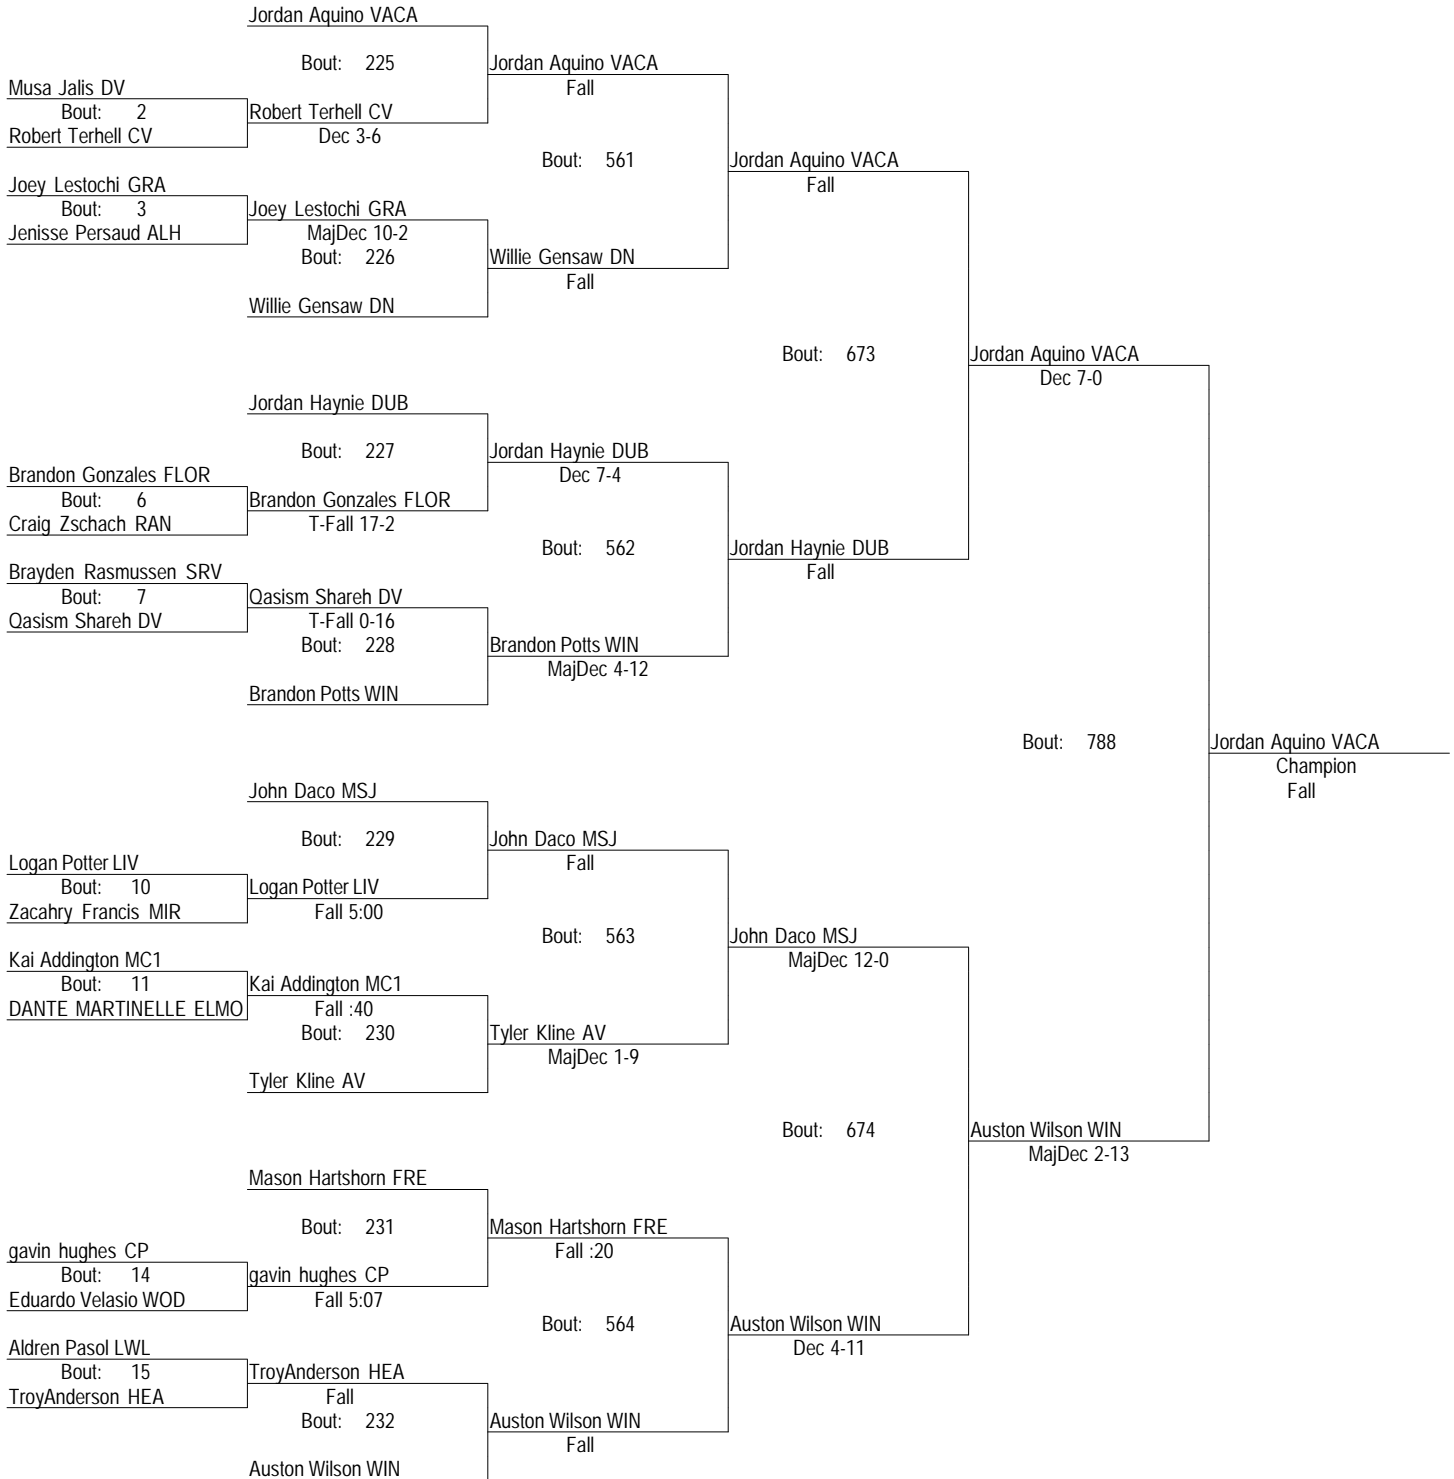 Jordan Aquino VACA
Bout: 225
Jordan Aquino VACA
Fall
Musa Jalis DV
Bout: 2
Robert Terhell CV
Robert Terhell CV
Dec 3-6
Bout: 561
Jordan Aquino VACA
Fall
Joey Lestochi GRA
Bout: 3
Jenisse Persaud ALH
Joey Lestochi GRA
MajDec 10-2
Bout: 226
Willie Gensaw DN
Fall
Willie Gensaw DN
Bout: 673
Jordan Aquino VACA
Dec 7-0
Jordan Haynie DUB
Bout: 227
Jordan Haynie DUB
Dec 7-4
Brandon Gonzales FLOR
Bout: 6
Craig Zschach RAN
Brandon Gonzales FLOR
T-Fall 17-2
Bout: 562
Jordan Haynie DUB
Fall
Brayden Rasmussen SRV
Bout: 7
Qasism Shareh DV
Qasism Shareh DV
T-Fall 0-16
Bout: 228
Brandon Potts WIN
MajDec 4-12
Brandon Potts WIN
Bout: 788
Jordan Aquino VACA
Champion
Fall
John Daco MSJ
Bout: 229
John Daco MSJ
Fall
Logan Potter LIV
Bout: 10
Zacahry Francis MIR
Logan Potter LIV
Fall 5:00
Bout: 563
John Daco MSJ
MajDec 12-0
Kai Addington MC1
Bout: 11
DANTE MARTINELLE ELMO
Kai Addington MC1
Fall :40
Bout: 230
Tyler Kline AV
MajDec 1-9
Tyler Kline AV
Bout: 674
Auston Wilson WIN
MajDec 2-13
Mason Hartshorn FRE
Bout: 231
Mason Hartshorn FRE
Fall :20
gavin hughes CP
Bout: 14
Eduardo Velasio WOD
gavin hughes CP
Fall 5:07
Bout: 564
Auston Wilson WIN
Dec 4-11
Aldren Pasol LWL
Bout: 15
TroyAnderson HEA
TroyAnderson HEA
Fall
Bout: 232
Auston Wilson WIN
Fall
Auston Wilson WIN